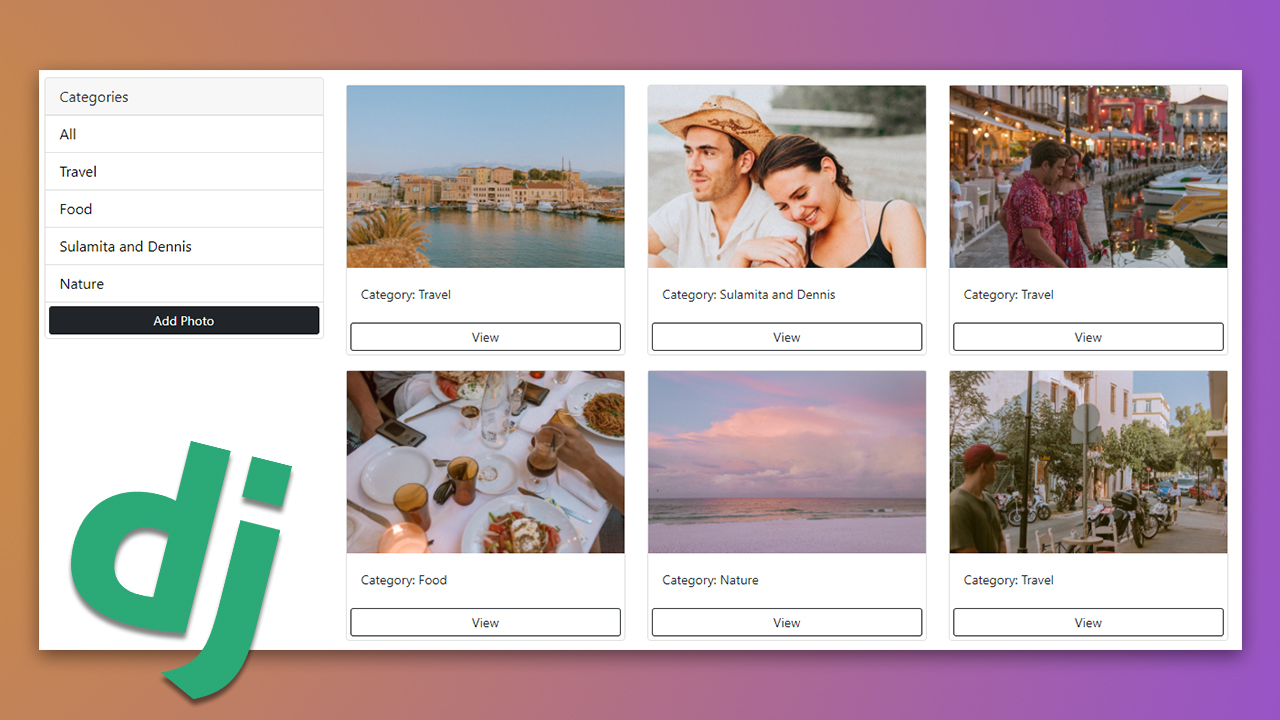 Categories
All
Travel
Food
Sulamita and Dennis
Nature
Add Photo
Category: Travel
View
Category: Sulamita and Dennis
View
Category: Travel
View
Category: Food
View
Category: Nature
View
Category: Travel
View
dj